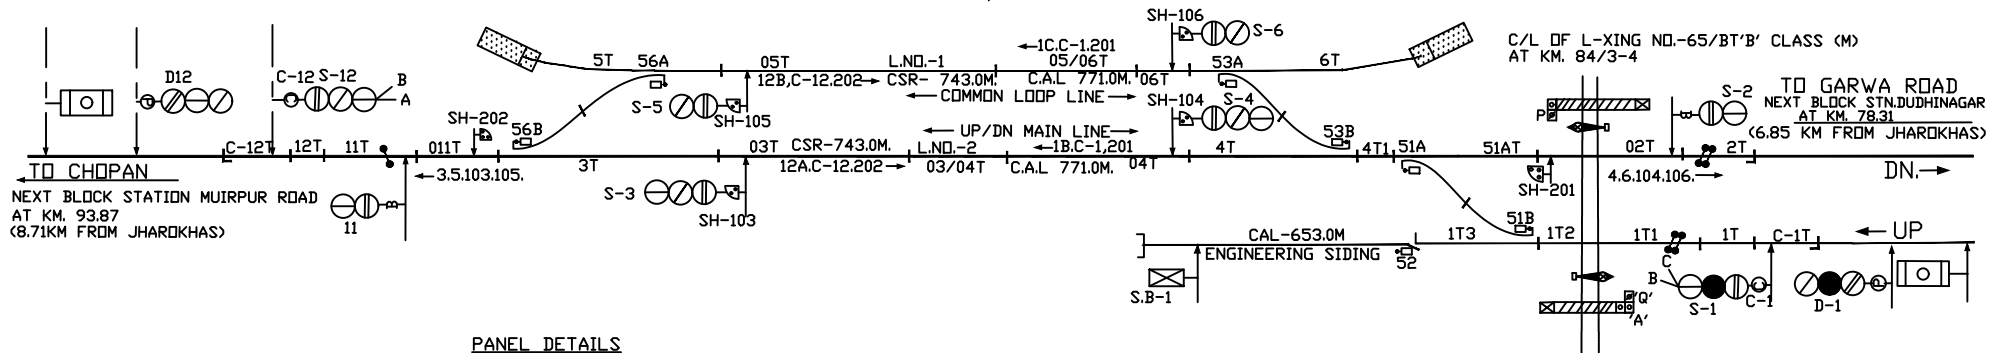 SH-106
S-6
1C.C-1.201
C/L OF L-XING NO.-65/BT'B' CLASS (M)
AT KM. 84/3-4
5T
56A
05T
L.NO.-1
05/06T
53A
6T
D12
C-12
S-12
B
A
12B,C-12.202
CSR- 743.0M.
C.A.L 771.0M.
06T
COMMON LOOP LINE
S-5
SH-105
SH-104
S-4
P
S-2
B
TO GARWA ROAD
NEXT BLOCK STN.DUDHINAGAR
AT KM. 78.31
(6.85 KM FROM JHAROKHAS)
SH-202
56B
UP/DN MAIN LINE
53B
C-12T
12T
11T
011T
03T
CSR-743.0M.
L.NO.-2
1B.C-1,201
4T
4T1
51A
51AT
02T
2T
3T
12A.C-12.202
03/04T
C.A.L 771.0M.
04T
TO CHOPAN
3.5.103.105.
4.6.104.106.
DN.
NEXT BLOCK STATION MUIRPUR ROAD
AT KM. 93.87
(8.71KM FROM JHAROKHAS)
B
11
S-3
SH-103
SH-201
51B
CAL-653.0M
ENGINEERING SIDING
52
1T3
1T2
1T1
1T
C-1T
UP
S.B-1
C
B
S-1
C-1
D-1
'Q'
'A'
PANEL DETAILS